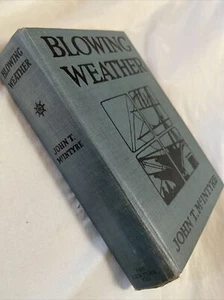 BLOWING
WEATHER
JOHN T. McINTYRE
BLOWING
WEATHER
JOHN T.
McINTYRE